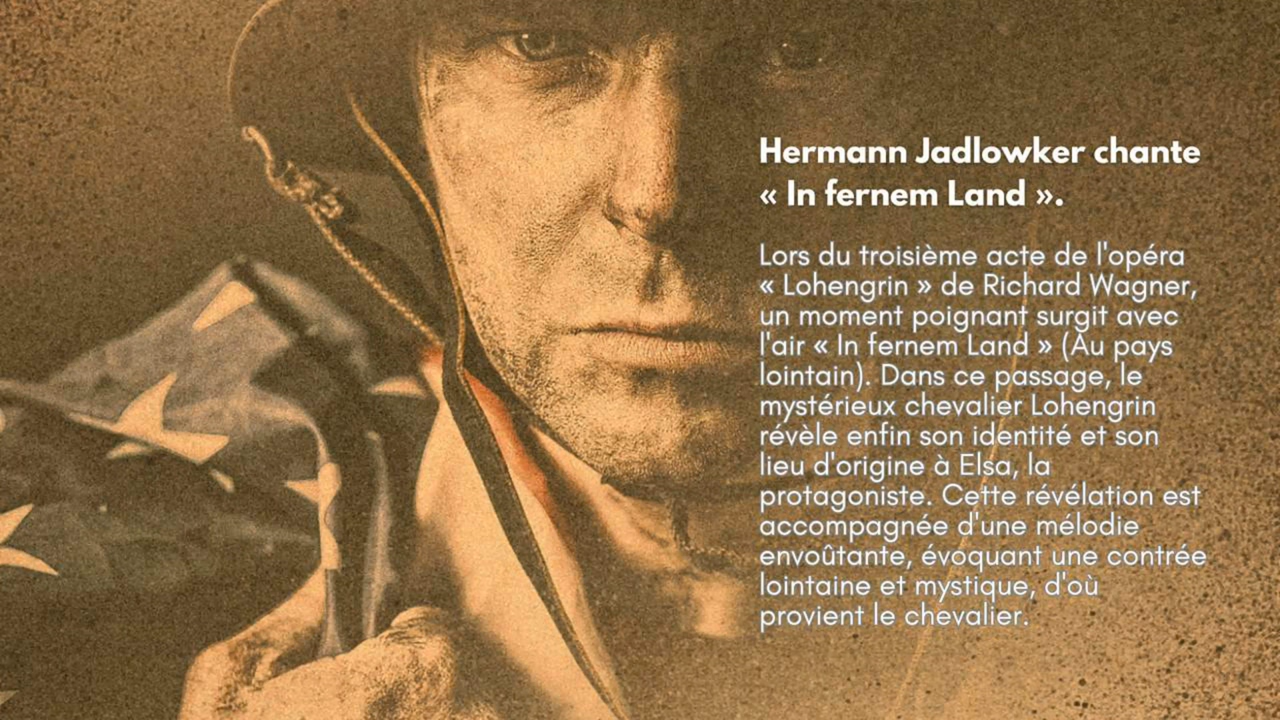 Hermann Jadlowker chante
« In fernem Land ».
Lors du troisième acte de l'opéra
« Lohengrin » de Richard Wagner,
un moment poignant surgit avec
l'air « In fernem Land » (Au pays
lointain). Dans ce passage, le
mystérieux chevalier Lohengrin
révèle enfin son identité et son
lieu d'origine à Elsa, la
protagoniste. Cette révélation est
accompagnée d'une mélodie
envoûtante, évoquant une contrée
lointaine et mystique, d'où
provient le chevalier.